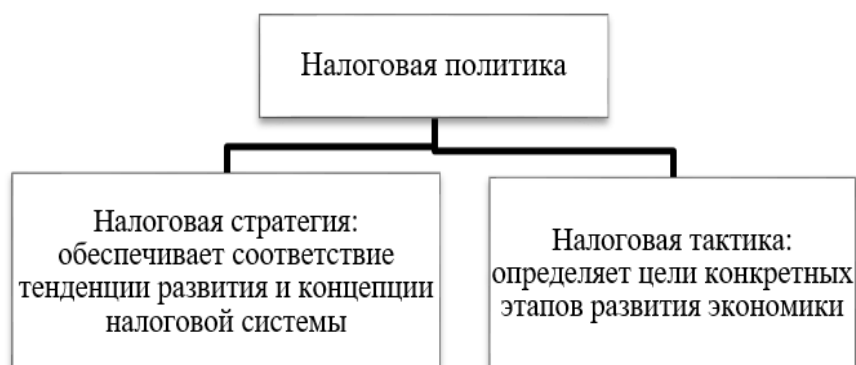 Налоговая политика
Налоговая стратегия:
обеспечивает соответствие
тенденции развития и концепции
налоговой системы
Налоговая тактика:
определяет цели конкретных
этапов развития экономики